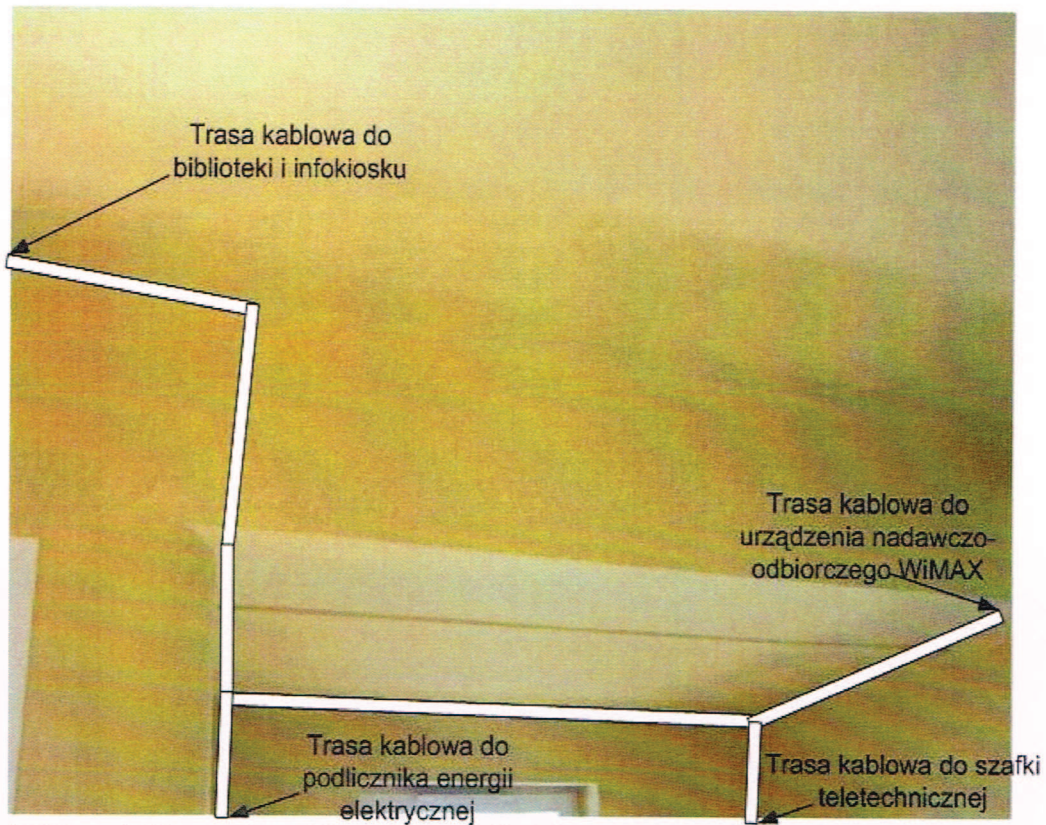 Trasa kablowa do
biblioteki i infokiosku
Trasa kablowa do
urządzenia nadawczo-
odbiorczego WiMAX
Trasa kablowa do
podlicznika energii
elektrycznej
Trasa kablowa do szafki
teletechnicznej